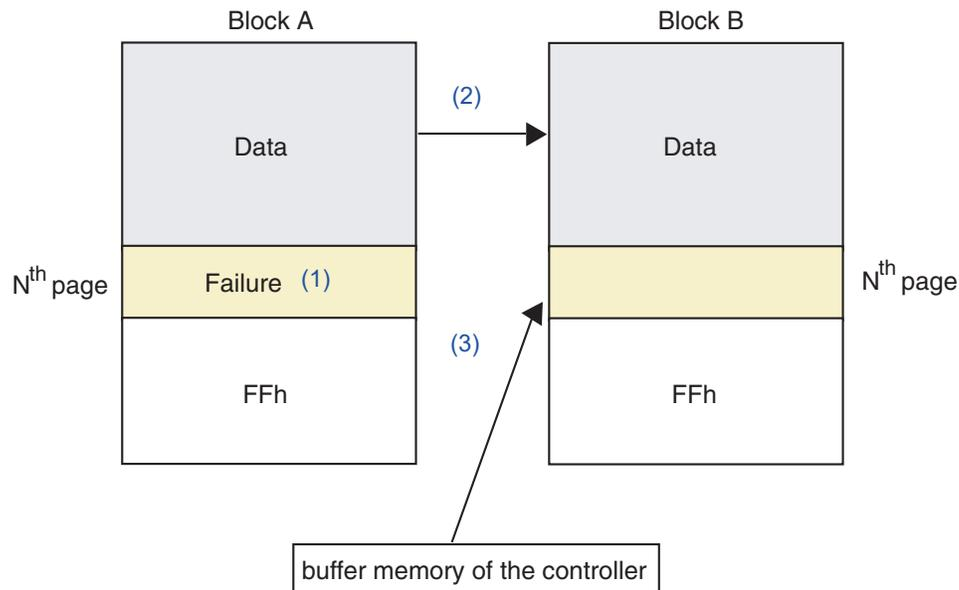 Block A
Block B
(2)
Data
Data
Nth page
Failure (1)
Nth page
(3)
FFh
FFh
buffer memory of the controller